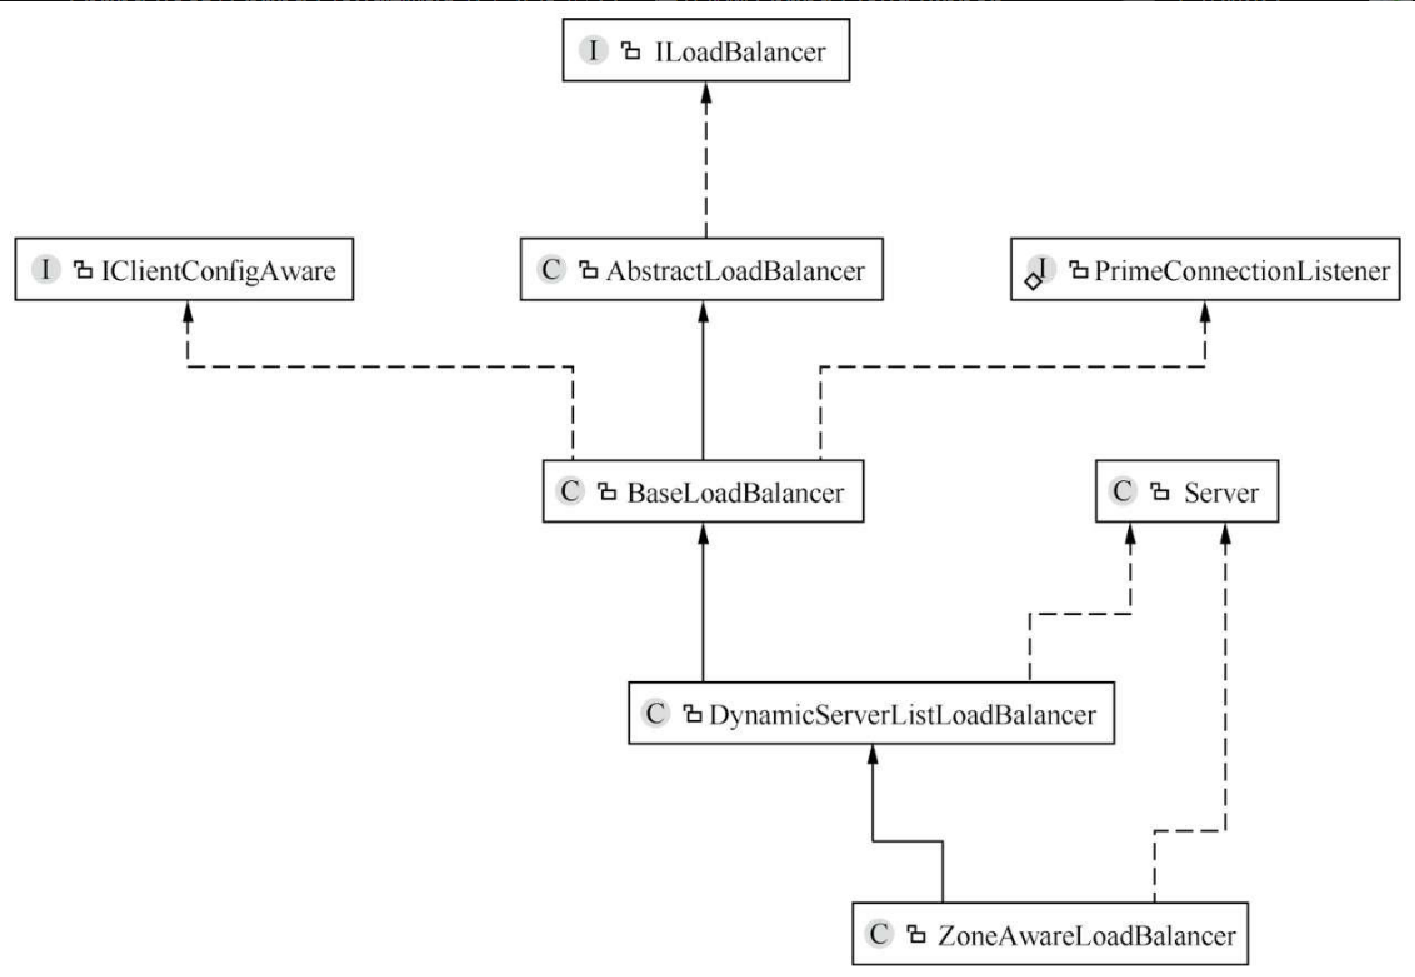 I ILoadBalancer
I IClientConfigAware
C AbstractLoadBalancer
I PrimeConnectionListener
C BaseLoadBalancer
C Server
C DynamicServerListLoadBalancer
C ZoneAwareLoadBalancer